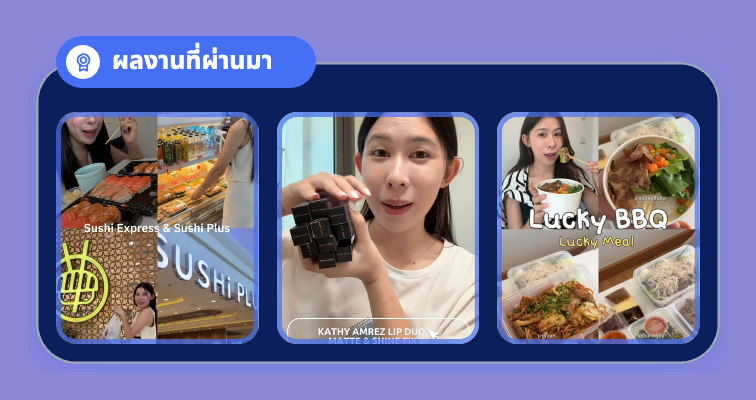 ผลงานที่ผ่านมา
Sushi Express & Sushi Plus
SUSHi PLU
KATHY AMREZ LIP DUO
MATTE & SHINE FIX
Lucky BBQ
Lucky Meal